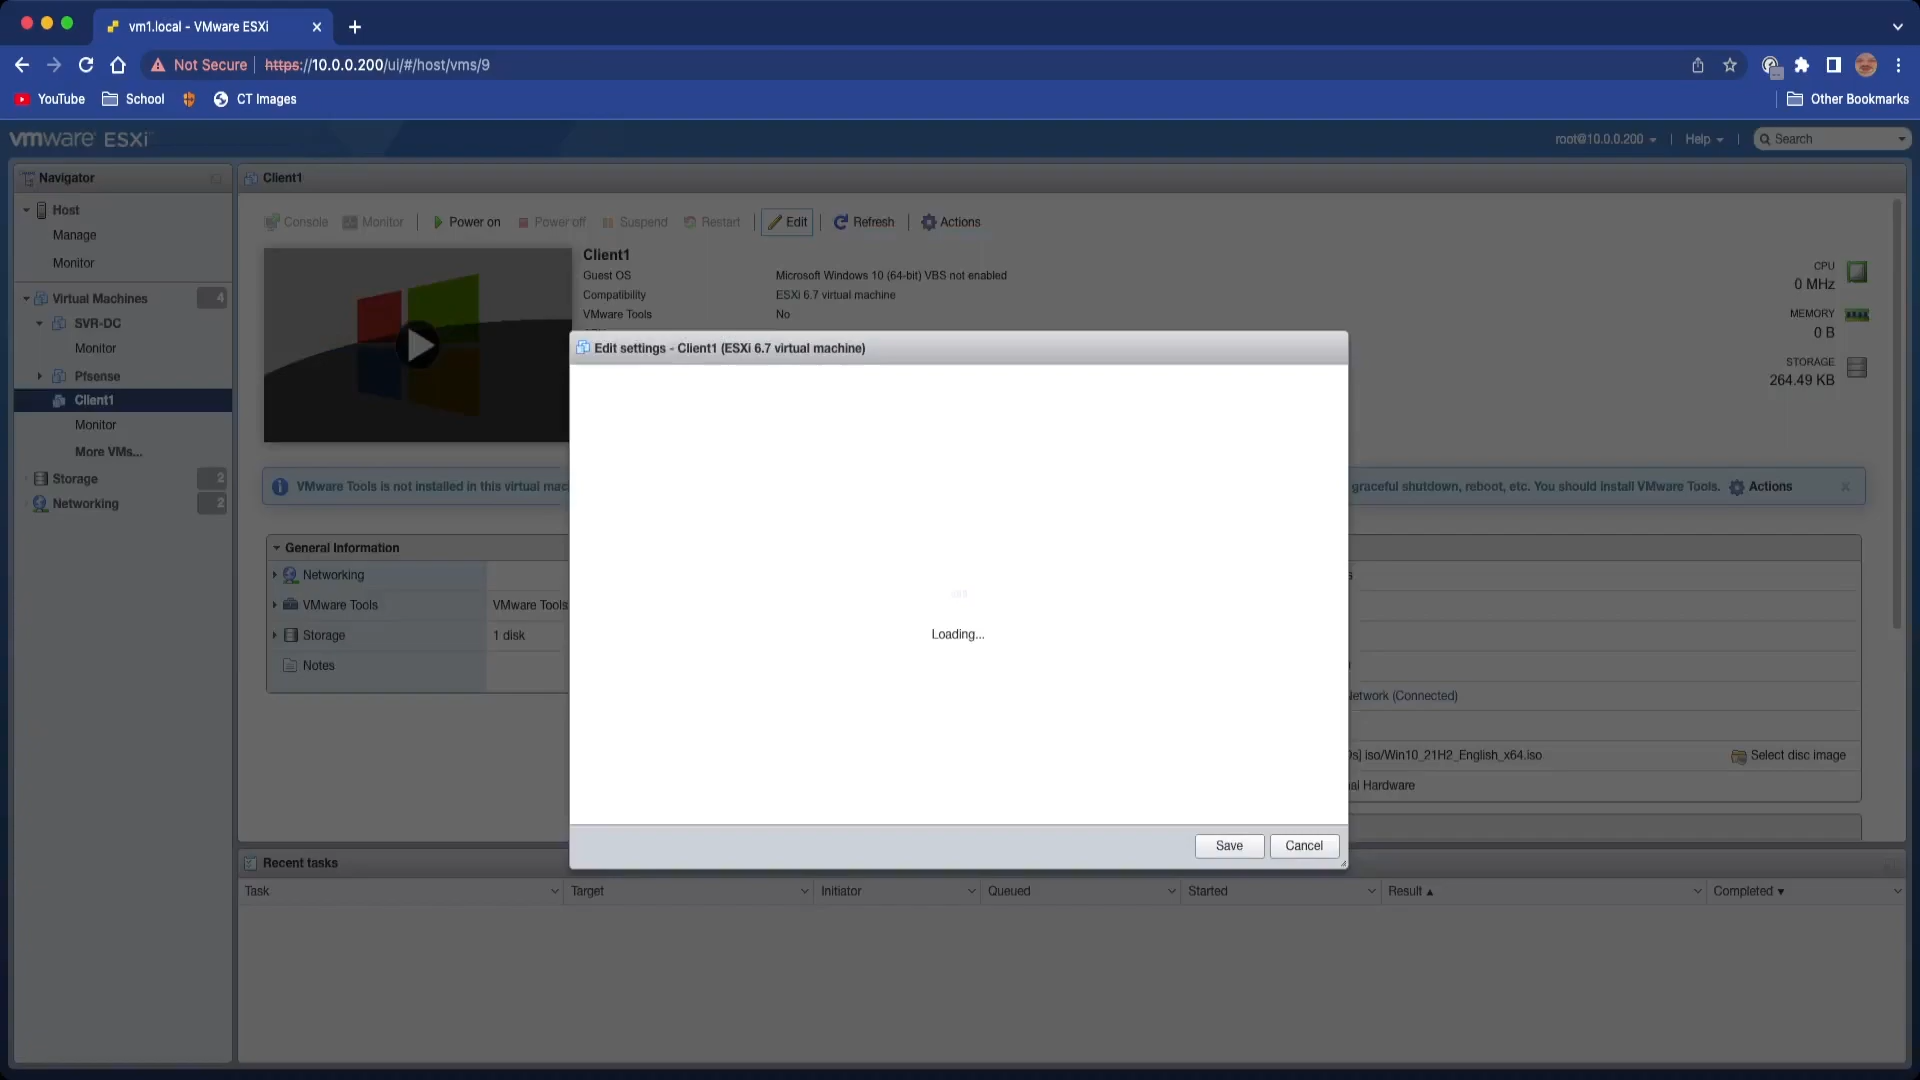 vm1.local - VMware ESXi
Not Secure
https://10.0.0.200/ui/#/host/vms/9
YouTube
School
CT Images
Other Bookmarks
vmware ESXi
root@10.0.0.200
Help
Search
Navigator
Host
Manage
Monitor
Virtual Machines
4
SVR-DC
Monitor
Pfsense
Client1
Monitor
More VMs...
Storage
2
Networking
2
Client1
Console
Monitor
Power on
Power off
Suspend
Restart
Edit
Refresh
Actions
Client1
Guest OS Microsoft Windows 10 (64-bit) VBS not enabled
Compatibility ESXi 6.7 virtual machine
VMware Tools No
CPU
0 MHz
MEMORY
0 B
STORAGE
264.49 KB
VMware Tools is not installed in this virtual
graceful shutdown, reboot, etc. You should install VMware Tools.
Actions
General Information
Networking
VMware Tools VMware Tools
Storage 1 disk
Notes
(Connected)
iso/Win10_21H2_English_x64.iso
Select disc image
Hardware
Edit settings - Client1 (ESXi 6.7 virtual machine)
Loading...
Save
Cancel
Recent tasks
Task
Target
Initiator
Queued
Started
Result
Completed